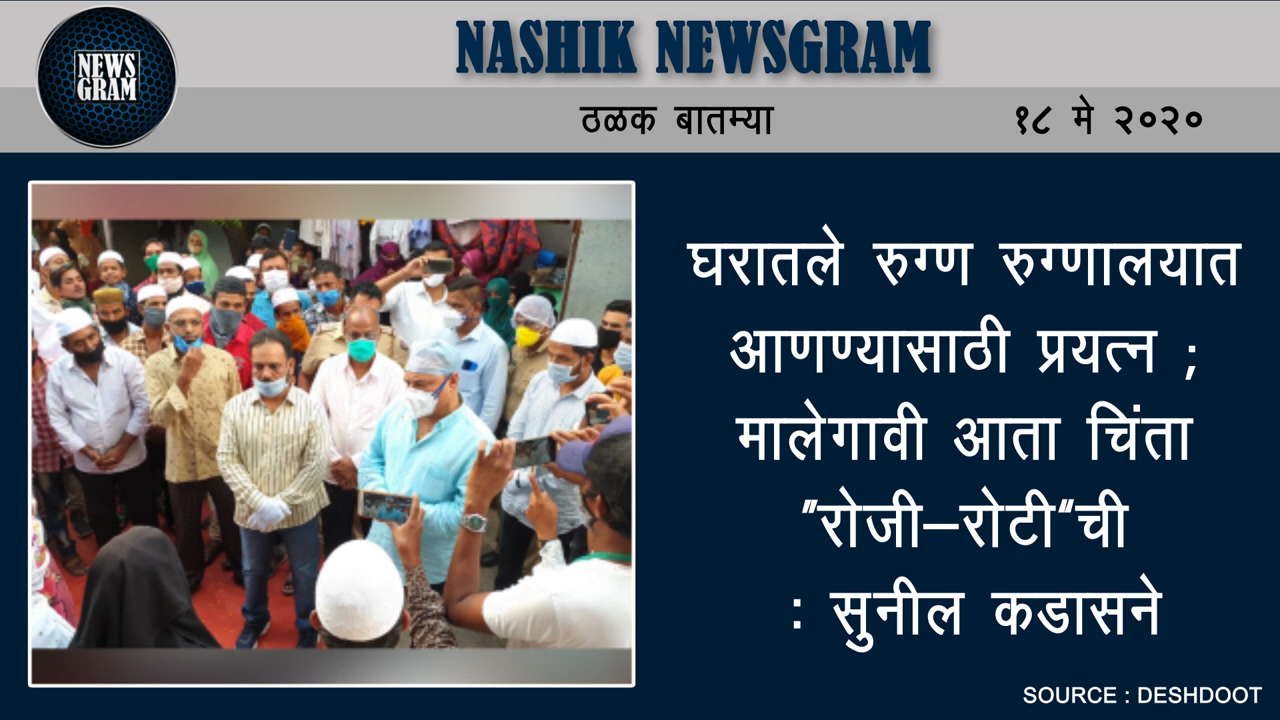 NEWS
GRAM
NASHIK NEWSGRAM
ठळक बातम्या
१८ मे २०२०
घरातले रुग्ण रुग्णालयात
आणण्यासाठी प्रयत्न ;
मालेगावी आता चिंता
"रोजी–रोटी"ची
: सुनील कडासने
SOURCE : DESHDOOT